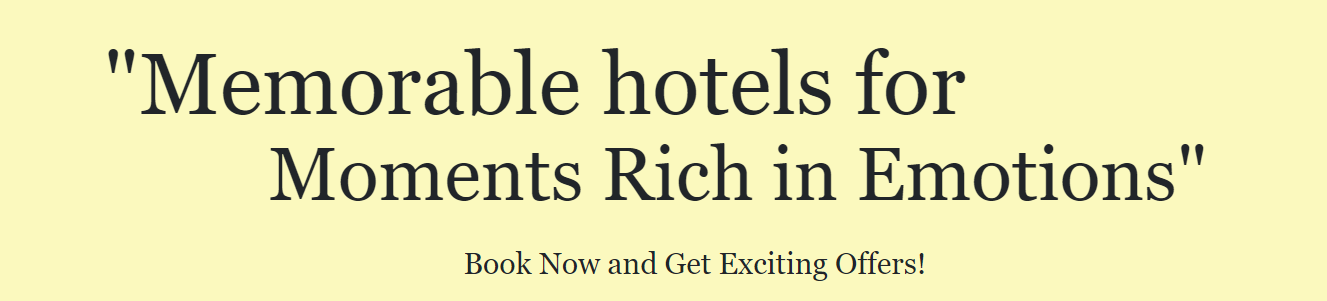 "Memorable hotels for
Moments Rich in Emotions"
Book Now and Get Exciting Offers!